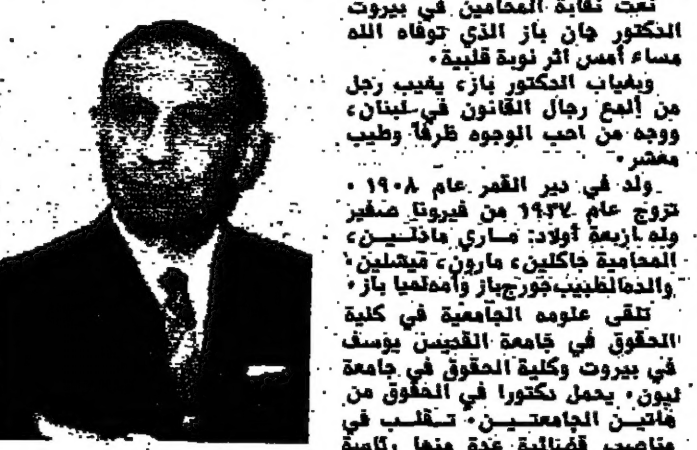 نعت نقابة المحامين في بيروت
الدكتور جان باز الذي توفاه الله
مساء أمس اثر نوبة قلبية .
وبغياب الدكتور باز، يغيب رجل
من ألمع رجال القانون في لبنان،
ووجه من احب الوجوه ظرفاً وطيب
معشر .
ولد في دير القمر عام ١٩٠٨ .
تزوج عام ١٩٣٧ من فيرونا صفير
وله اربعة أولاد: ماري مادلين،
المحامية جاكلين، مارون، ميشلين .
والده الطبيب جورج باز وأمه لميا باز .
تلقى علومه الجامعية في كلية
الحقوق في جامعة القديس يوسف
في بيروت وكلية الحقوق في جامعة
ليون . يحمل دكتورا في الحقوق من
هاتين الجامعتين . تقلب في
مناصب قضائية عدة منها رئاسة